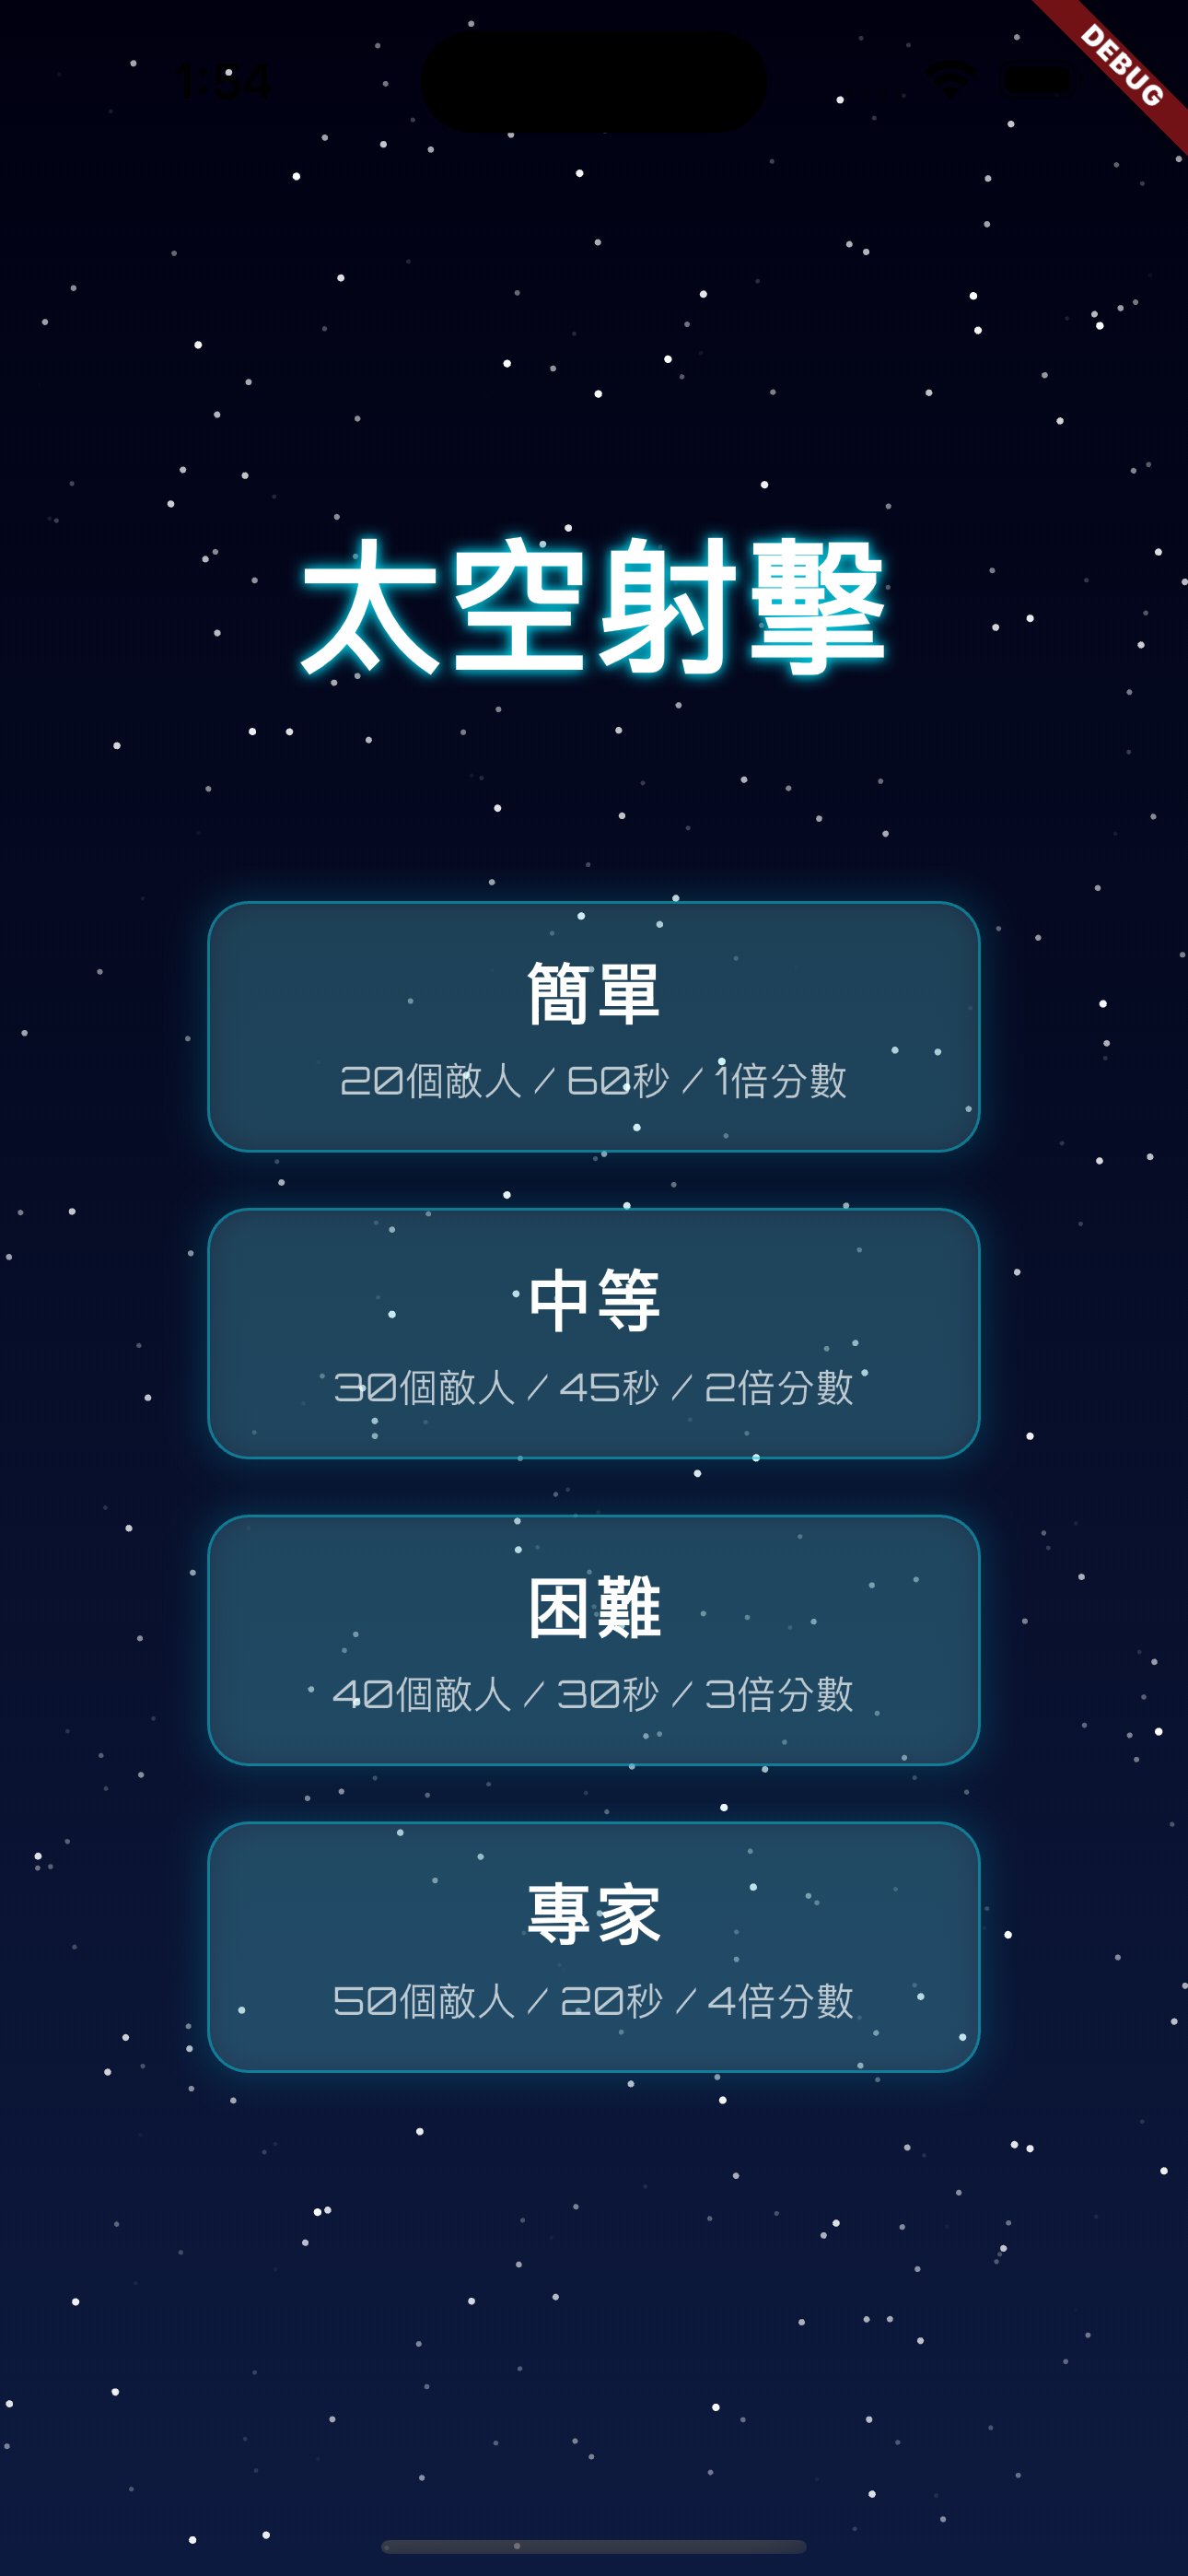 1:54
DEBUG
太空射擊
簡單
20個敵人 / 60秒 / 1倍分數
中等
30個敵人 / 45秒 / 2倍分數
困難
40個敵人 / 30秒 / 3倍分數
專家
50個敵人 / 20秒 / 4倍分數